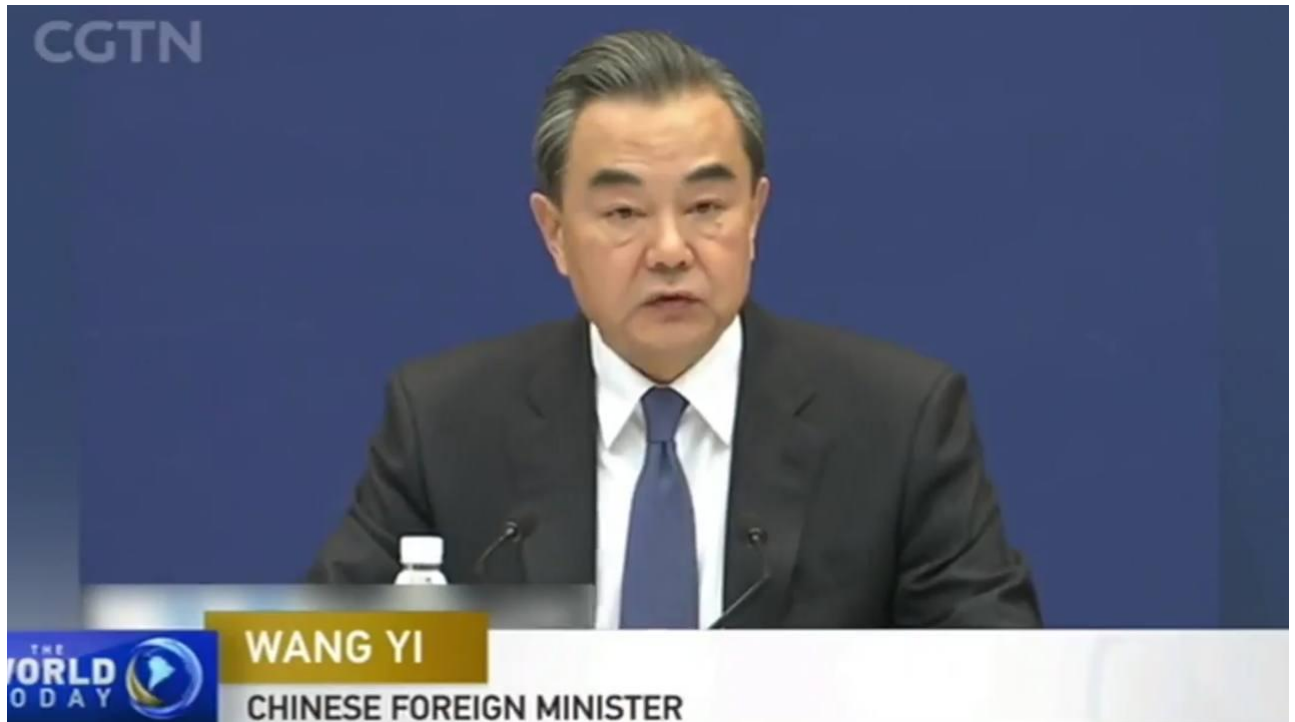 CGTN
WANG YI
THE
WORLD
TODAY
CHINESE FOREIGN MINISTER